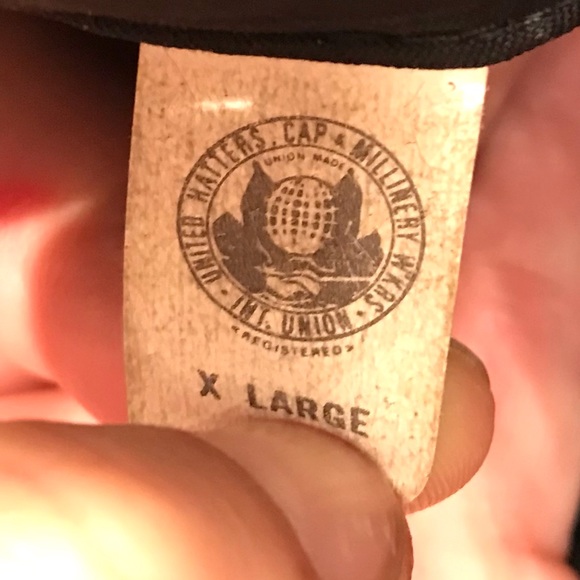 UNITED HATTERS, CAP & MILLINERY WKRS
UNION MADE
• INT. UNION •
<REGISTERED>
X LARGE